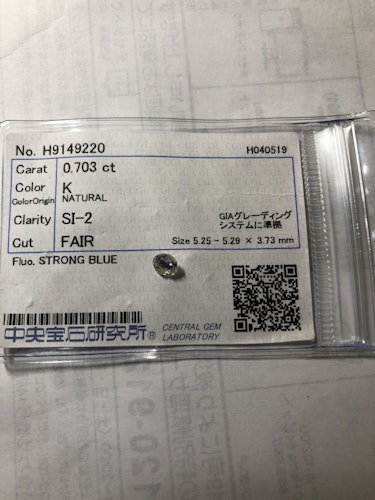 No. H9149220 H040519
Carat 0.703 ct
Color K
ColorOrigin NATURAL
Clarity SI-2 GIAグレーディング
システムに準拠
Cut FAIR Size 5.25 - 5.29 × 3.73 mm
Fluo. STRONG BLUE
中央宝石研究所® CENTRAL GEM
LABORATORY